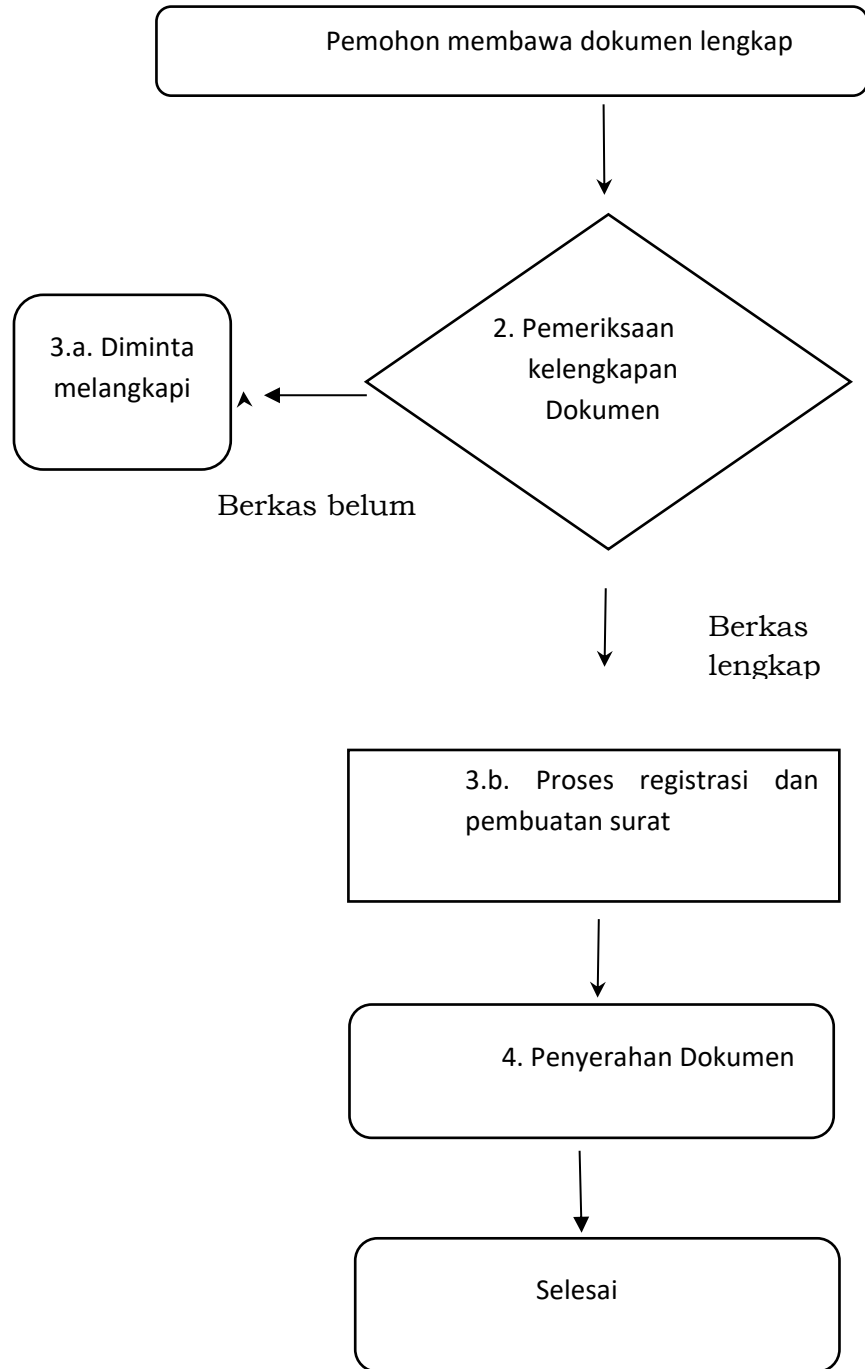 Pemohon membawa dokumen lengkap
2. Pemeriksaan
kelengkapan
Dokumen
3.a. Diminta
melangkapi
Berkas belum
Berkas
lengkap
3.b. Proses registrasi dan
pembuatan surat
4. Penyerahan Dokumen
Selesai